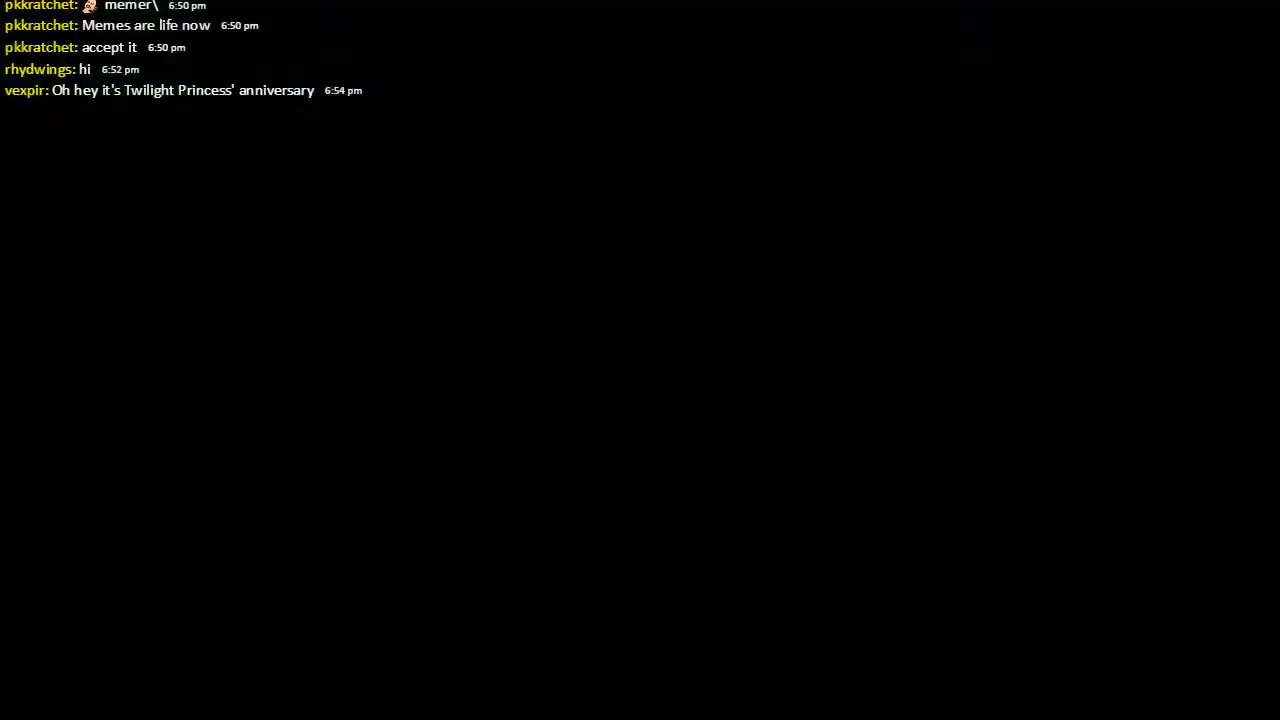 pkkratchet: memer\ 6:50 pm
pkkratchet: Memes are life now 6:50 pm
pkkratchet: accept it 6:50 pm
rhydwings: hi 6:52 pm
vexpir: Oh hey it's Twilight Princess' anniversary 6:54 pm